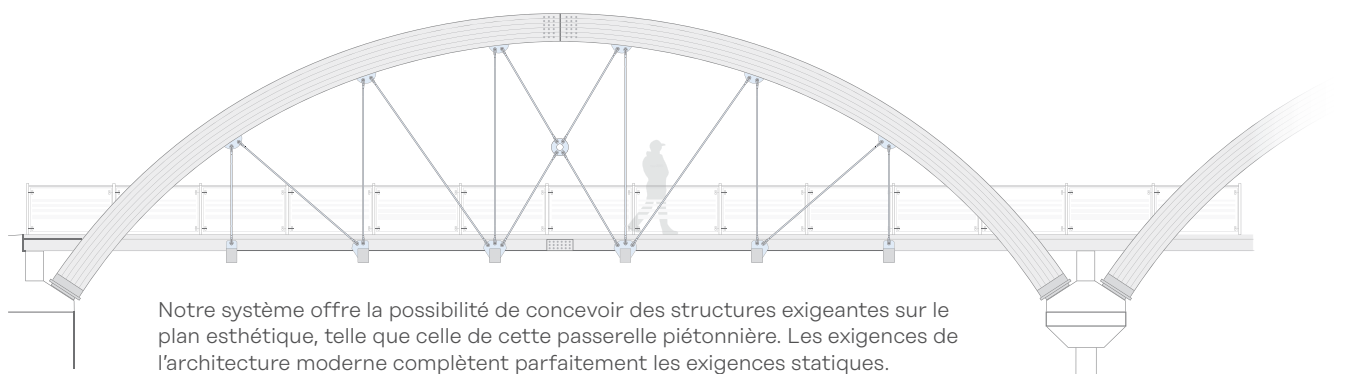 Notre système offre la possibilité de concevoir des structures exigeantes sur le
plan esthétique, telle que celle de cette passerelle piétonnière. Les exigences de
l’architecture moderne complètent parfaitement les exigences statiques.